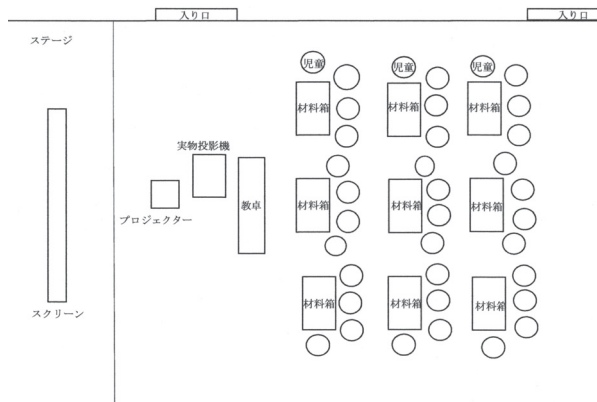 入り口
入り口
ステージ
児童
児童
児童
材料箱
材料箱
材料箱
実物投影機
プロジェクター
教卓
材料箱
材料箱
材料箱
スクリーン
材料箱
材料箱
材料箱